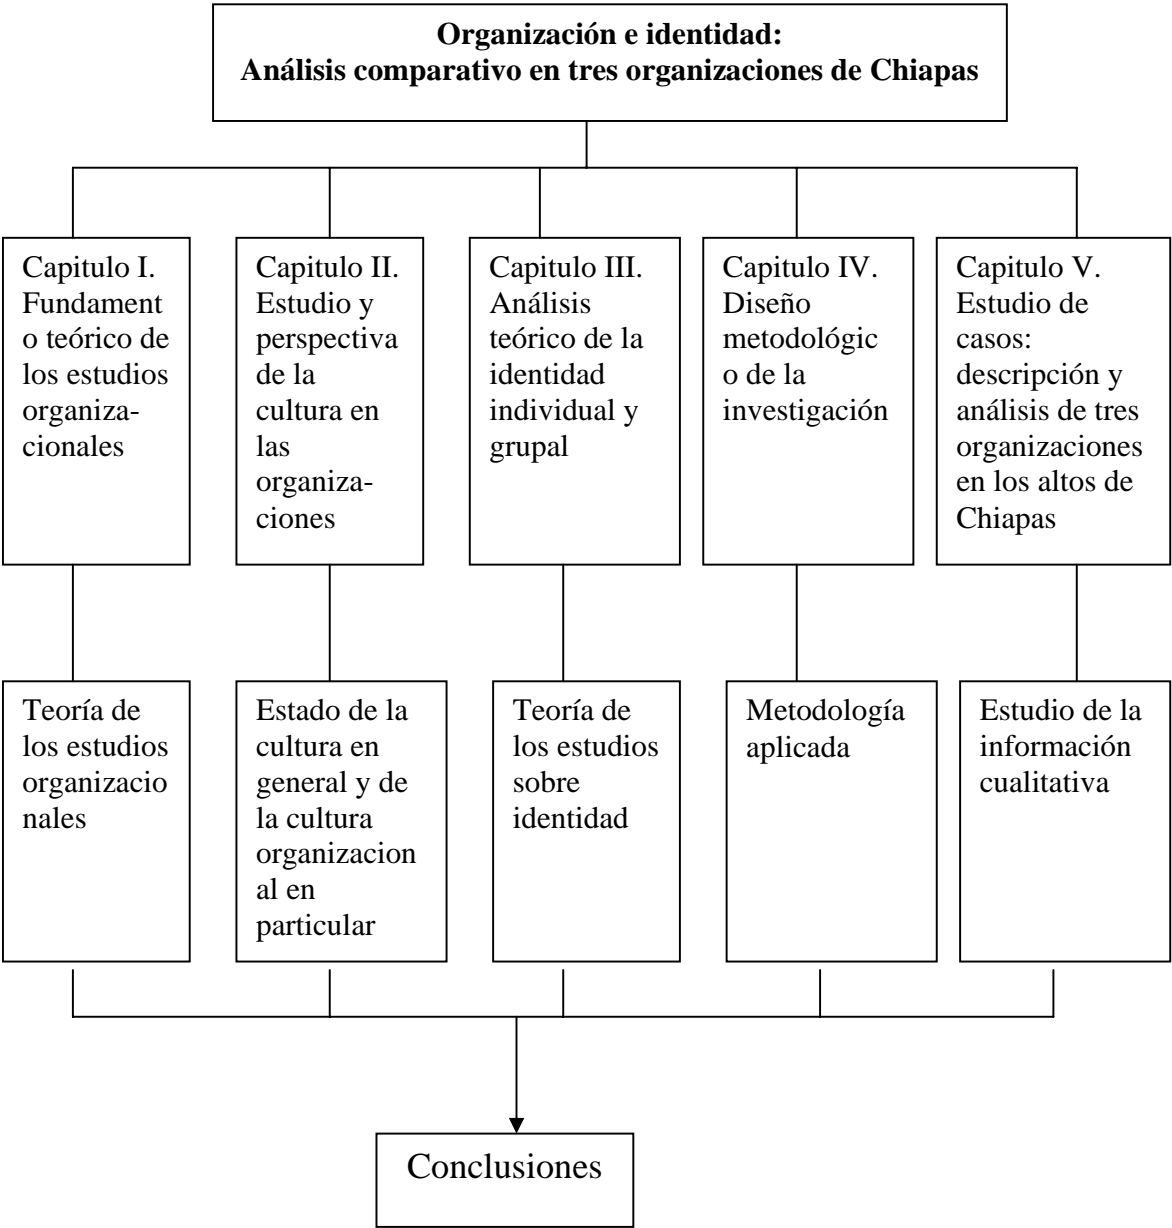 Organización e identidad:
Análisis comparativo en tres organizaciones de Chiapas
Capitulo I.
Fundament
o teórico de
los estudios
organiza-
cionales
Capitulo II.
Estudio y
perspectiva
de la
cultura en
las
organiza-
ciones
Capitulo III.
Análisis
teórico de la
identidad
individual y
grupal
Capitulo IV.
Diseño
metodológic
o de la
investigación
Capitulo V.
Estudio de
casos:
descripción y
análisis de tres
organizaciones
en los altos de
Chiapas
Teoría de
los estudios
organizacio
nales
Estado de la
cultura en
general y de
la cultura
organizacion
al en
particular
Teoría de
los estudios
sobre
identidad
Metodología
aplicada
Estudio de la
información
cualitativa
Conclusiones